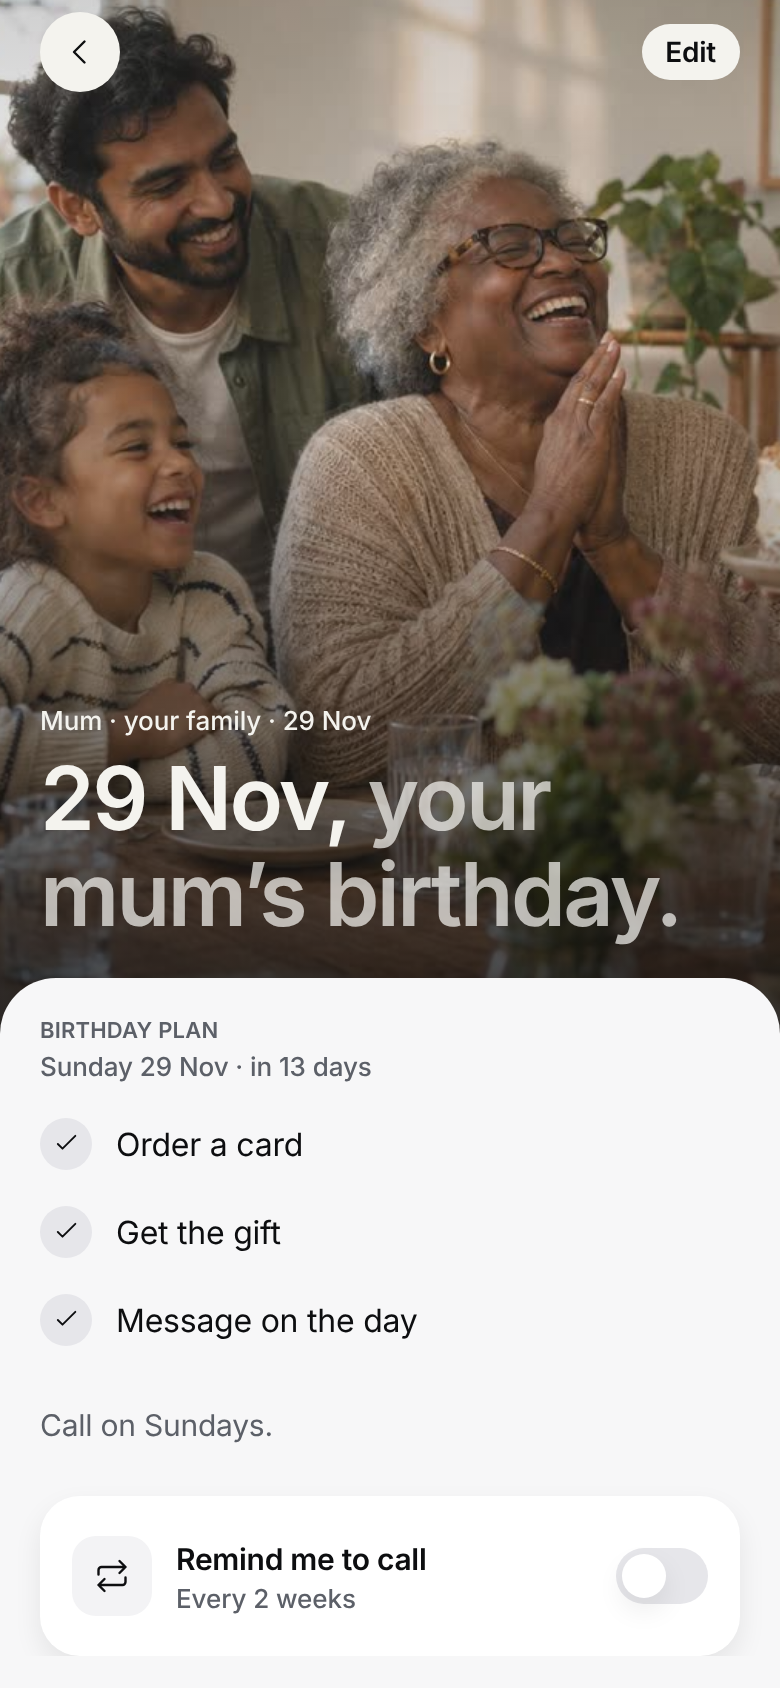 Edit
Mum · your family · 29 Nov
29 Nov, your
mum’s birthday.
BIRTHDAY PLAN
Sunday 29 Nov · in 13 days
Order a card
Get the gift
Message on the day
Call on Sundays.
Remind me to call
Every 2 weeks